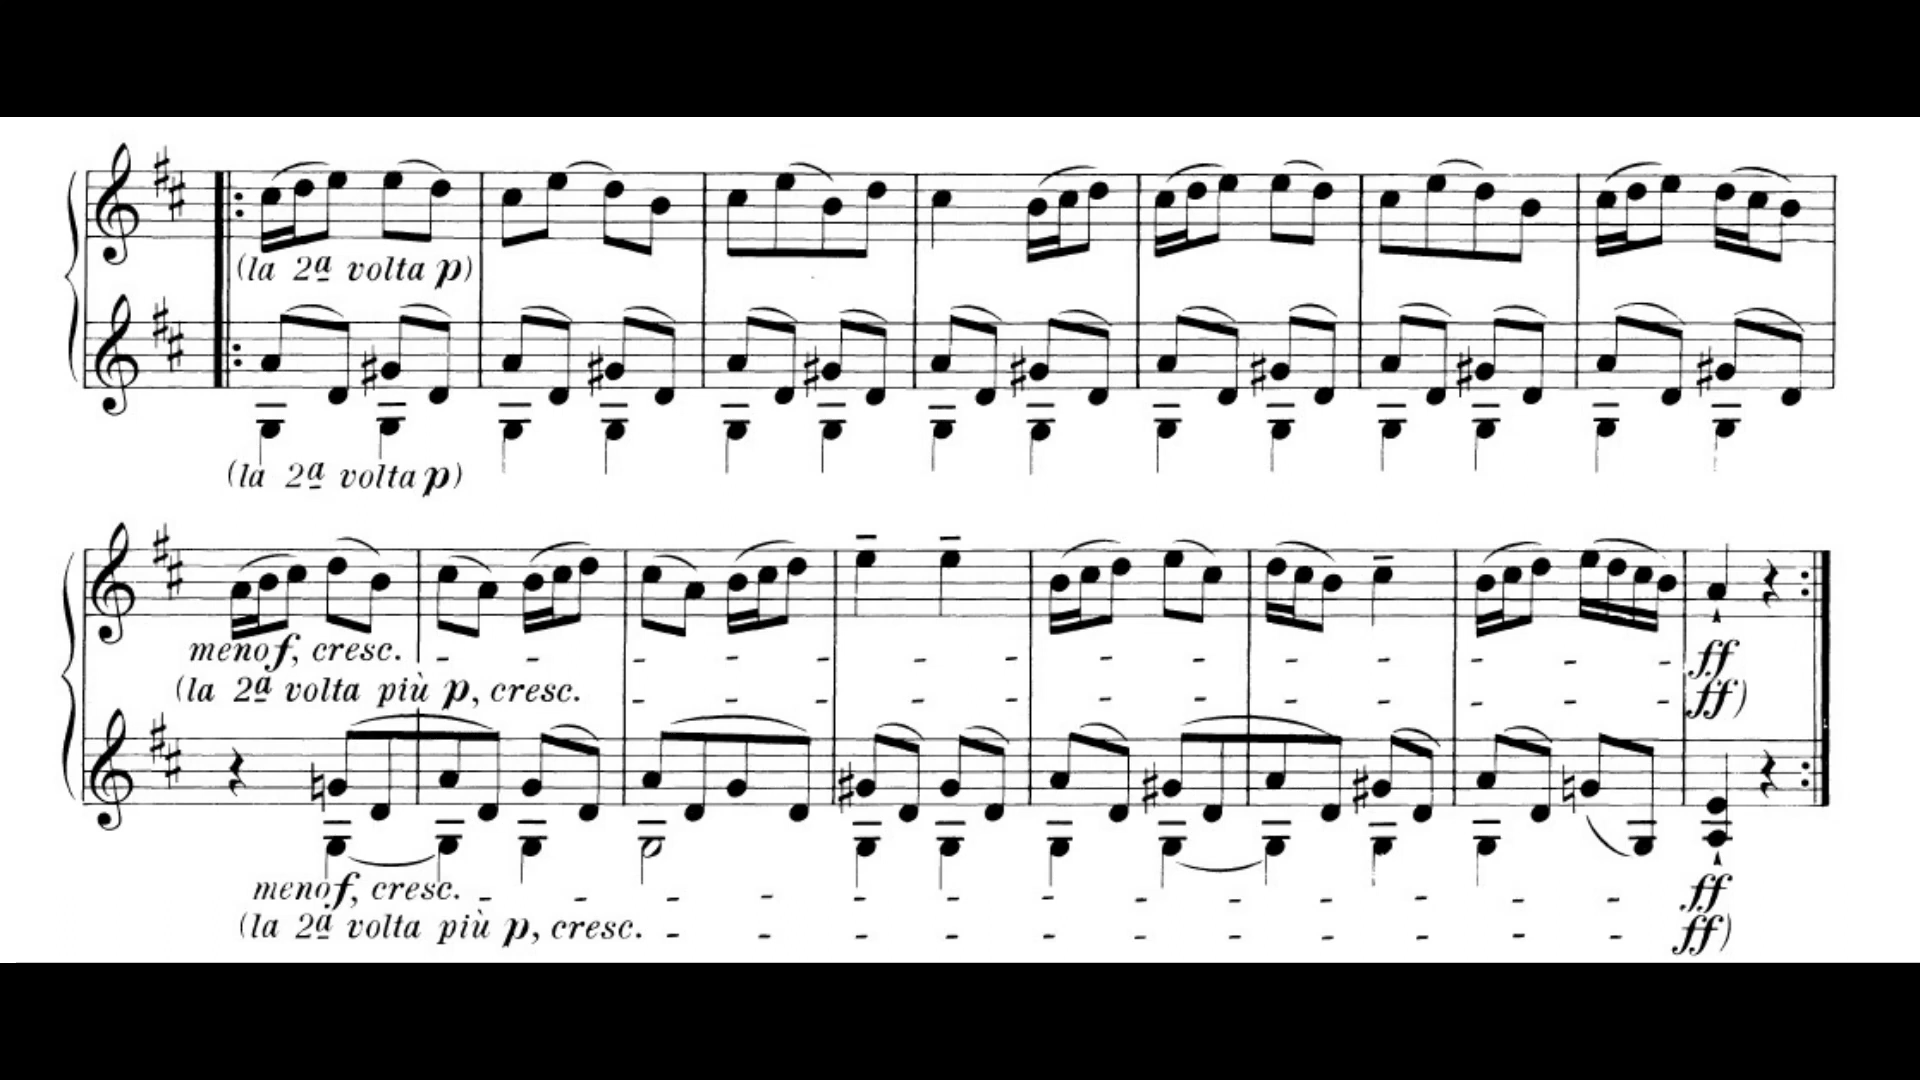 (la 2ª volta p)
(la 2ª volta p)
meno f, cresc. - - - - - - - - - - - - - - ff
(la 2ª volta più p, cresc. - - - - - - - - - - - - ff)
meno f, cresc. - - - - - - - - - - - - - ff
(la 2ª volta più p, cresc. - - - - - - - - - - - ff)